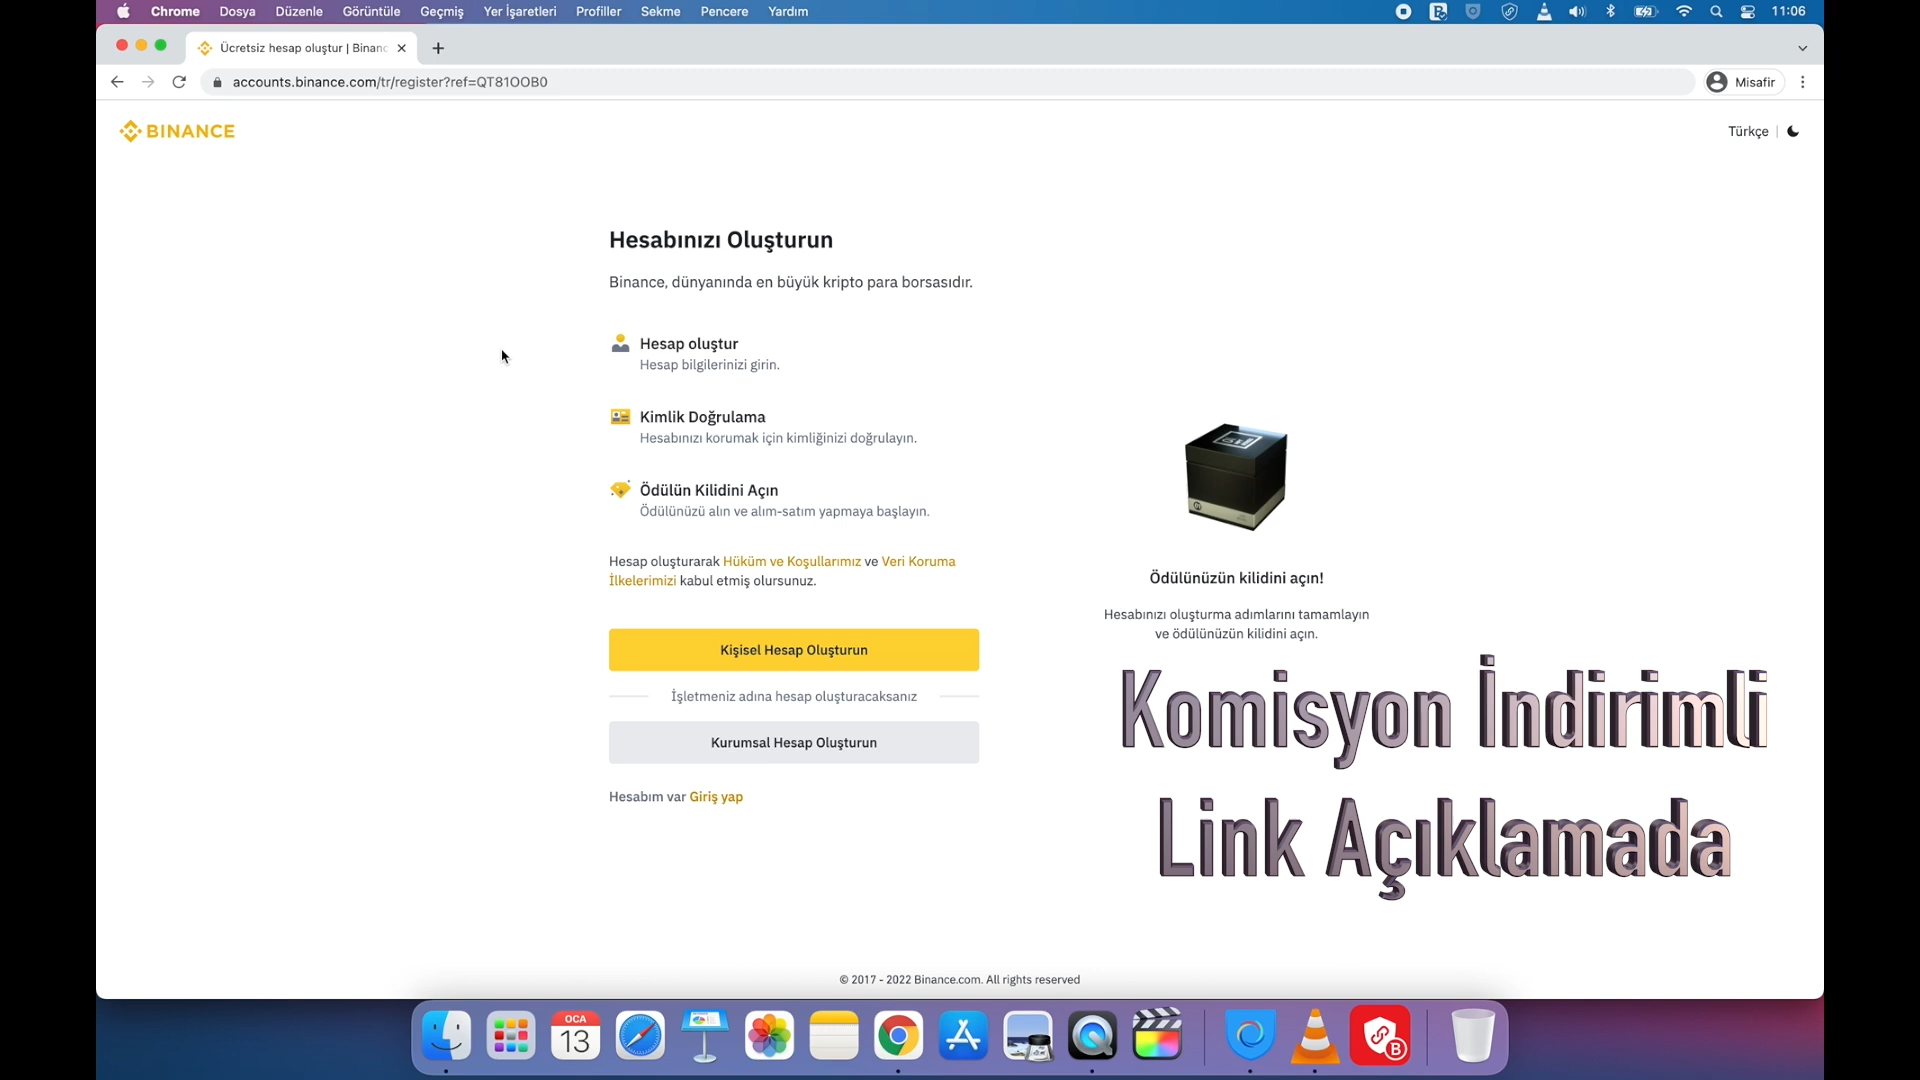 Chrome Dosya Düzenle Görüntüle Geçmiş Yer İşaretleri Profiller Sekme Pencere Yardım 11:06
Ücretsiz hesap oluştur | Binanc
accounts.binance.com/tr/register?ref=QT81OOB0 Misafir
BINANCE Türkçe
Hesabınızı Oluşturun
Binance, dünyanında en büyük kripto para borsasıdır.
Hesap oluştur
Hesap bilgilerinizi girin.
Kimlik Doğrulama
Hesabınızı korumak için kimliğinizi doğrulayın.
Ödülün Kilidini Açın
Ödülünüzü alın ve alım-satım yapmaya başlayın.
Hesap oluşturarak Hüküm ve Koşullarımız ve Veri Koruma
İlkelerimizi kabul etmiş olursunuz.
Kişisel Hesap Oluşturun
İşletmeniz adına hesap oluşturacaksanız
Kurumsal Hesap Oluşturun
Hesabım var Giriş yap
Ödülünüzün kilidini açın!
Hesabınızı oluşturma adımlarını tamamlayın
ve ödülünüzün kilidini açın.
Komisyon İndirimli
Link Açıklamada
© 2017 - 2022 Binance.com. All rights reserved
OCA
13